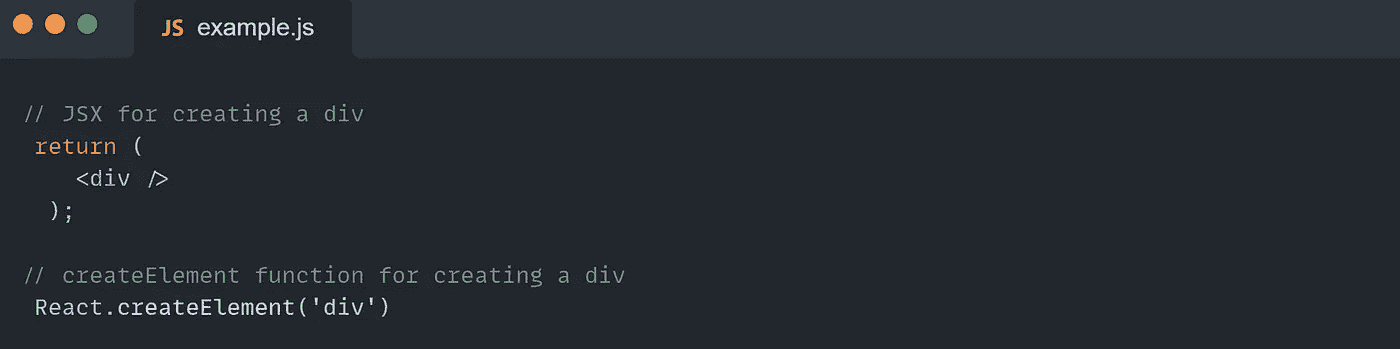 JS example.js
// JSX for creating a div
return (
<div />
);
// createElement function for creating a div
React.createElement('div')